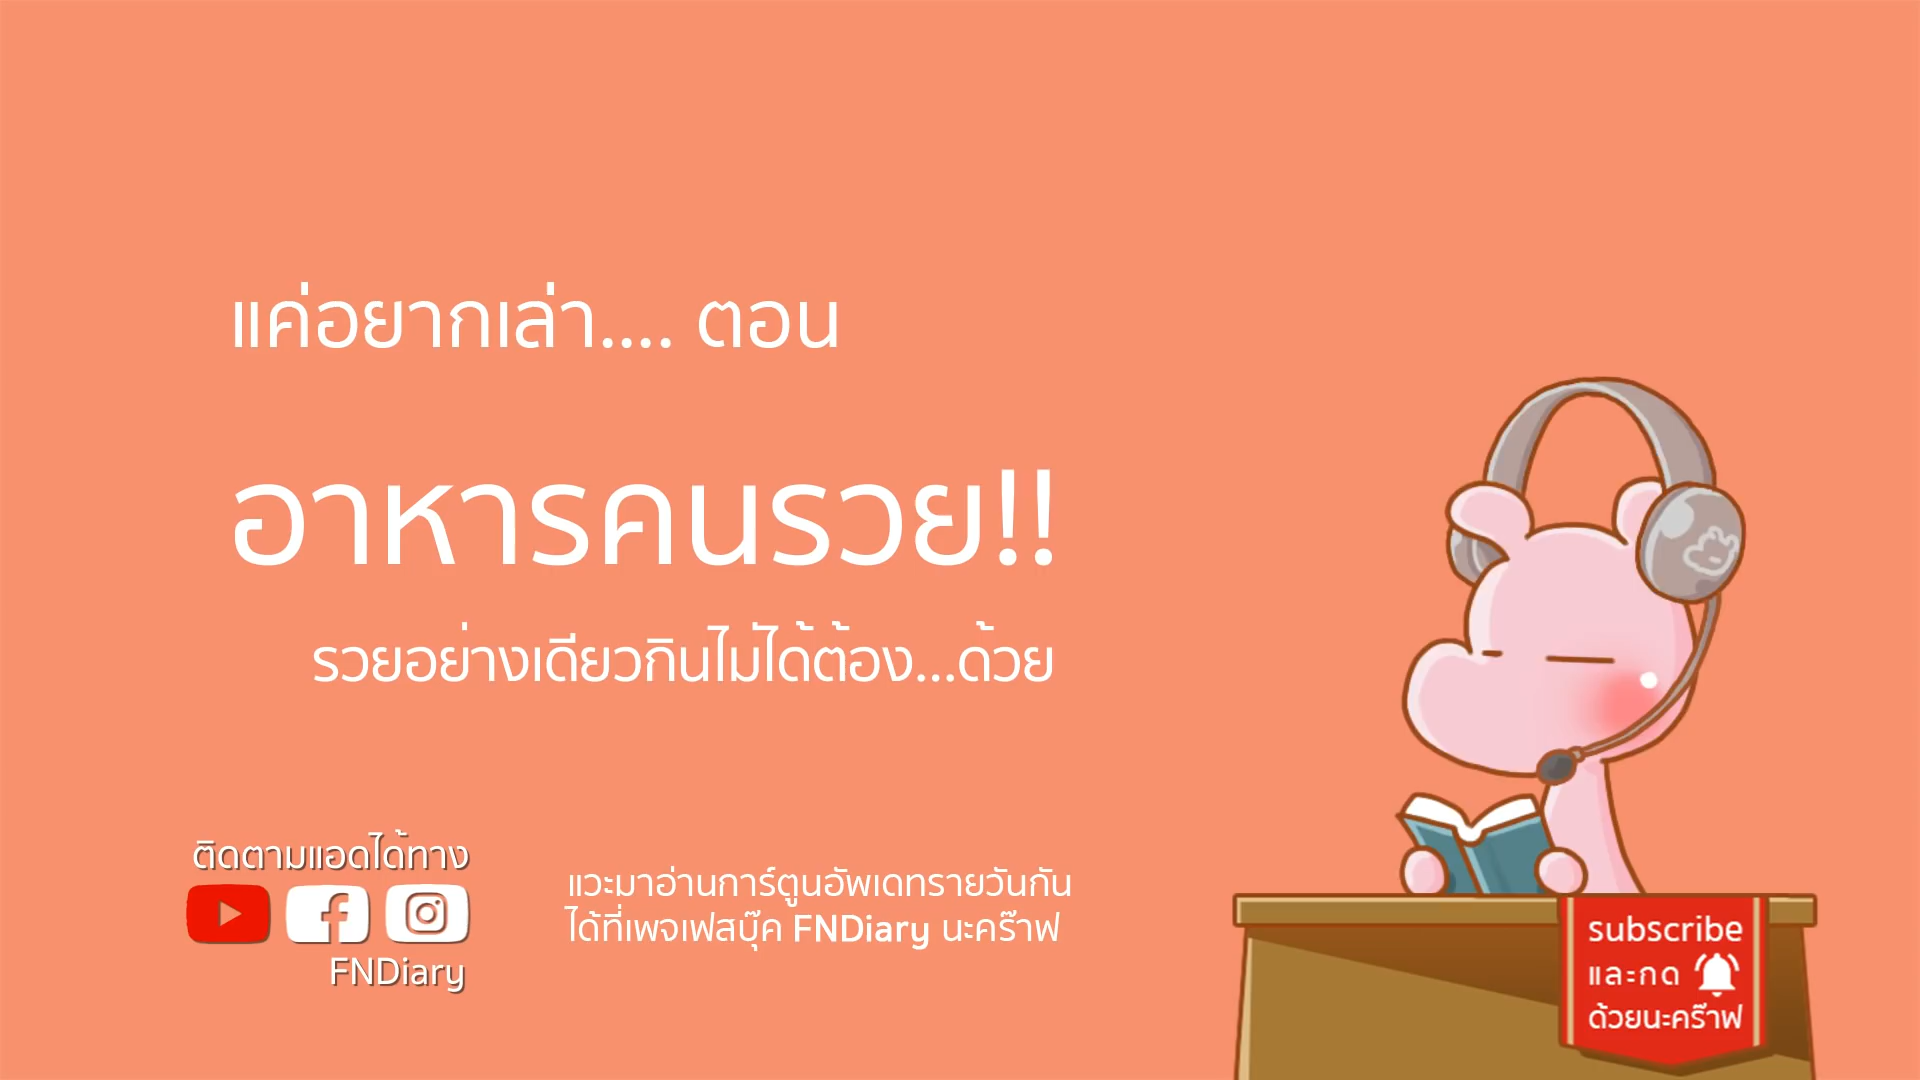 แค่อยากเล่า.... ตอน
อาหารคนรวย!!
รวยอย่างเดียวกินไม่ได้ต้อง...ด้วย
ติดตามแอดได้ทาง
FNDiary
แวะมาอ่านการ์ตูนอัพเดทรายวันกัน
ได้ที่เพจเฟสบุ๊ค FNDiary นะคร๊าฟ
subscribe
และกด
ด้วยนะคร๊าฟ